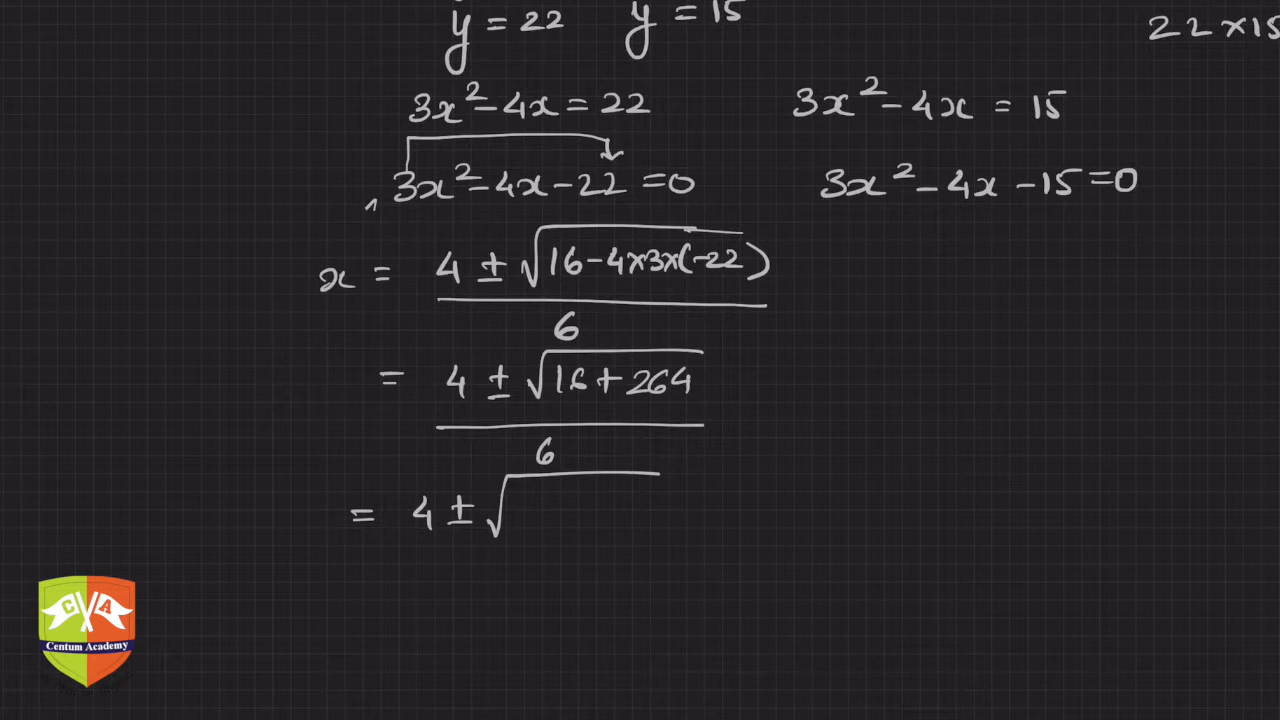 y = 22 y = 15
22 × 15
3x² - 4x = 22 3x² - 4x = 15
3x² - 4x - 22 = 0 3x² - 4x - 15 = 0
x = 4 ± √16 - 4×3×(-22)
6
= 4 ± √16 + 264
6
= 4 ± √
C A
Centum Academy